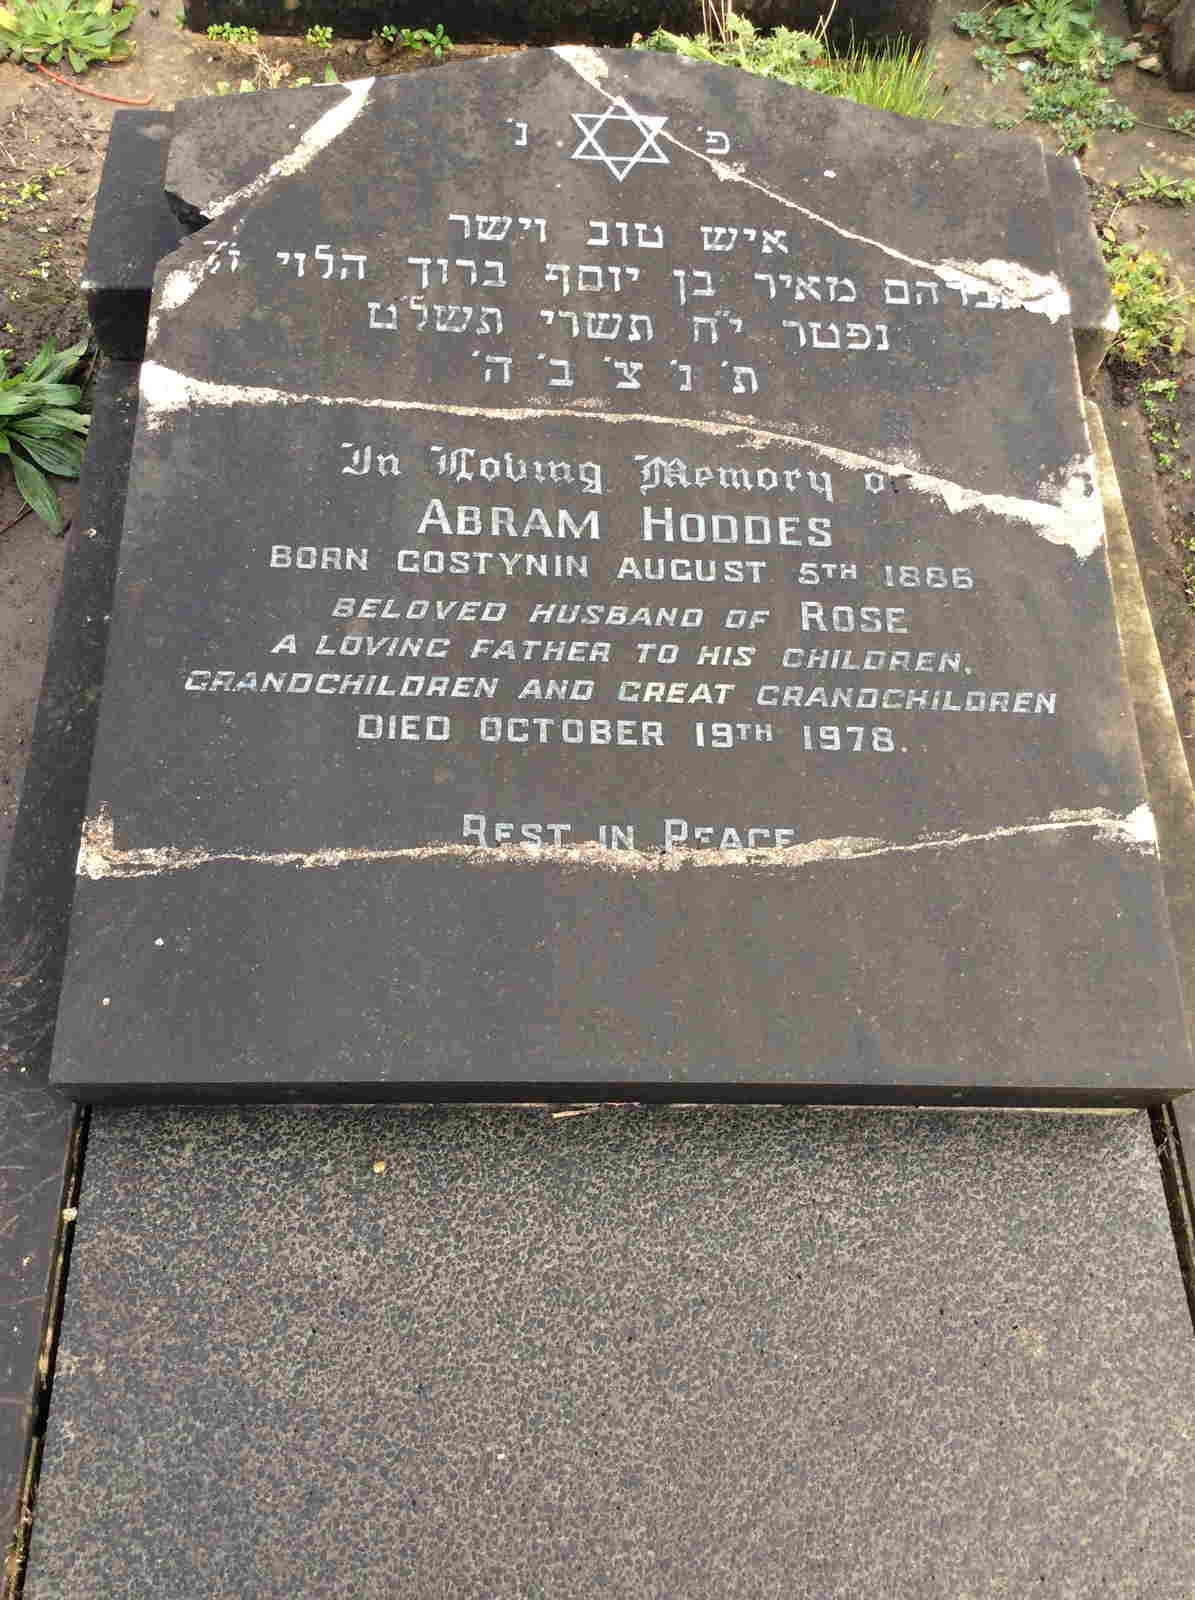 פ׳ נ׳
איש טוב וישר
אברהם מאיר בן יוסף ברוך הלוי ז״ל
נפטר י״ח תשרי תשל״ט
ת׳ נ׳ צ׳ ב׳ ה׳
In Loving Memory of
ABRAM HODDES
BORN GOSTYNIN AUGUST 5TH 1886
BELOVED HUSBAND OF ROSE
A LOVING FATHER TO HIS CHILDREN,
GRANDCHILDREN AND GREAT GRANDCHILDREN
DIED OCTOBER 19TH 1978.
REST IN PEACE